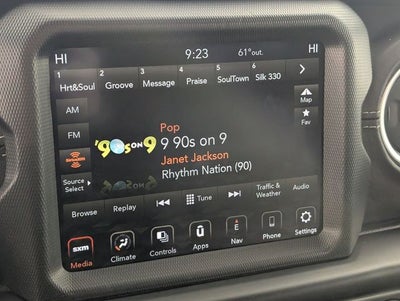 HI 9:23 61°out. HI
1 Hrt&Soul 2 Groove 3 Message 4 Praise 5 SoulTown 6 Silk 330
AM
Map
FM
Fav
Pop
'90s on 9
9 90s on 9
Janet Jackson
Rhythm Nation (90)
Source
Select
Browse Replay Tune Traffic &
Weather Audio
sxm
Media Climate Controls Apps E
Nav Phone Settings